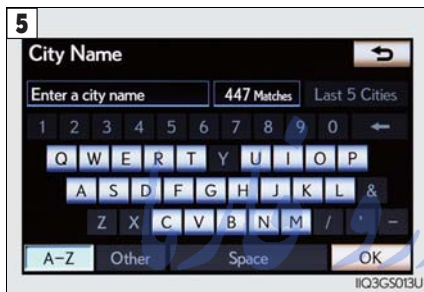 5
City Name
Enter a city name 447 Matches Last 5 Cities
1 2 3 4 5 6 7 8 9 0 ←
Q W E R T Y U I O P
A S D F G H J K L &
Z X C V B N M / ' -
A-Z Other Space OK
IIQ3GS013U